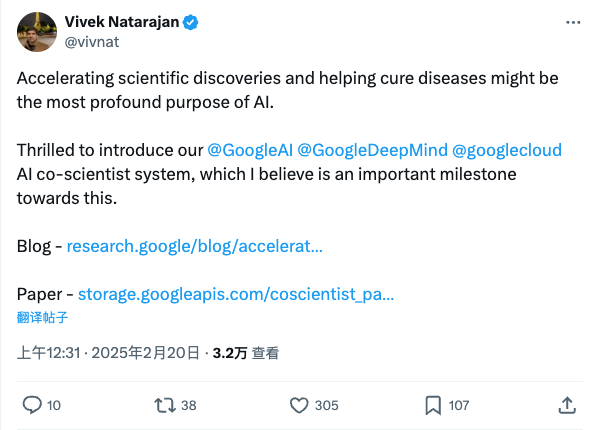 Vivek Natarajan
@vivnat
Accelerating scientific discoveries and helping cure diseases might be
the most profound purpose of AI.
Thrilled to introduce our @GoogleAI @GoogleDeepMind @googlecloud
AI co-scientist system, which I believe is an important milestone
towards this.
Blog - research.google/blog/accelerat...
Paper - storage.googleapis.com/coscientist_pa...
翻译帖子
上午12:31 · 2025年2月20日 · 3.2万 查看
10 38 305 107